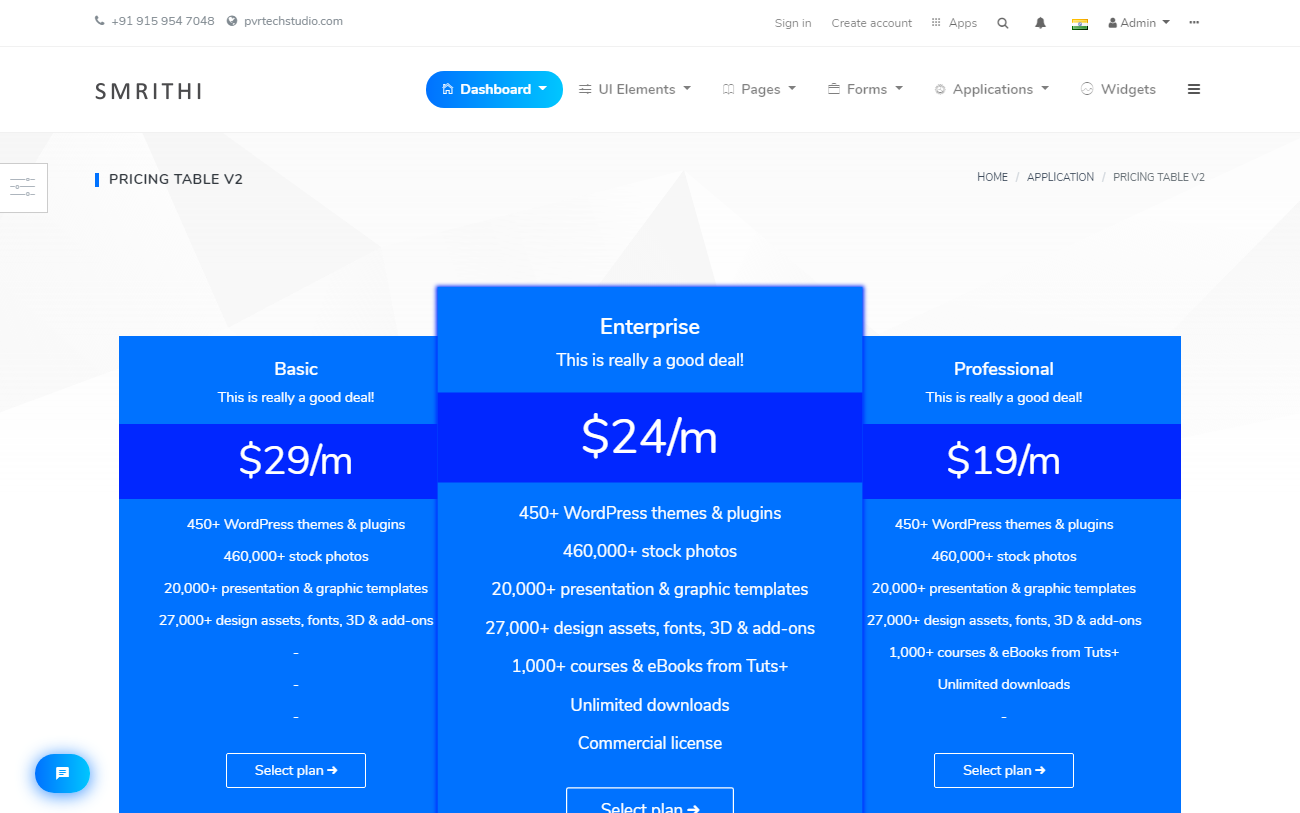 +91 915 954 7048 pvrtechstudio.com Sign in Create account Apps Admin
SMRITHI Dashboard UI Elements Pages Forms Applications Widgets
PRICING TABLE V2 HOME / APPLICATION / PRICING TABLE V2
Basic
This is really a good deal!
$29/m
450+ WordPress themes & plugins
460,000+ stock photos
20,000+ presentation & graphic templates
27,000+ design assets, fonts, 3D & add-ons
-
-
-
Select plan →
Enterprise
This is really a good deal!
$24/m
450+ WordPress themes & plugins
460,000+ stock photos
20,000+ presentation & graphic templates
27,000+ design assets, fonts, 3D & add-ons
1,000+ courses & eBooks from Tuts+
Unlimited downloads
Commercial license
Select plan →
Professional
This is really a good deal!
$19/m
450+ WordPress themes & plugins
460,000+ stock photos
20,000+ presentation & graphic templates
27,000+ design assets, fonts, 3D & add-ons
1,000+ courses & eBooks from Tuts+
Unlimited downloads
-
Select plan →